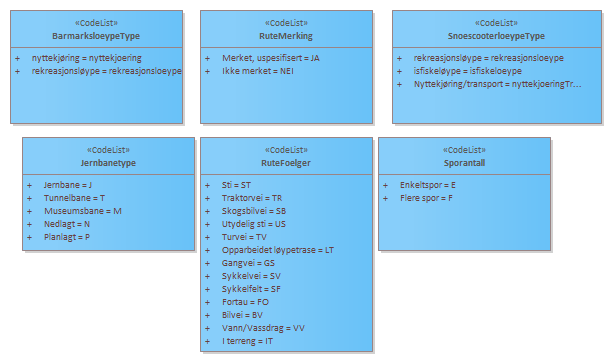 «CodeList»
BarmarksloeypeType
+ nyttekjøring = nyttekjoering
+ rekreasjonsløype = rekreasjonsloeype
«CodeList»
RuteMerking
+ Merket, uspesifisert = JA
+ Ikke merket = NEI
«CodeList»
SnoescooterloeypeType
+ rekreasjonsløype = rekreasjonsloeype
+ isfiskeløype = isfiskeloeype
+ Nyttekjøring/transport = nyttekjoeringTr...
«CodeList»
Jernbanetype
+ Jernbane = J
+ Tunnelbane = T
+ Museumsbane = M
+ Nedlagt = N
+ Planlagt = P
«CodeList»
RuteFoelger
+ Sti = ST
+ Traktorvei = TR
+ Skogsbilvei = SB
+ Utydelig sti = US
+ Turvei = TV
+ Opparbeidet løypetrase = LT
+ Gangvei = GS
+ Sykkelvei = SV
+ Sykkelfelt = SF
+ Fortau = FO
+ Bilvei = BV
+ Vann/Vassdrag = VV
+ I terreng = IT
«CodeList»
Sporantall
+ Enkeltspor = E
+ Flere spor = F